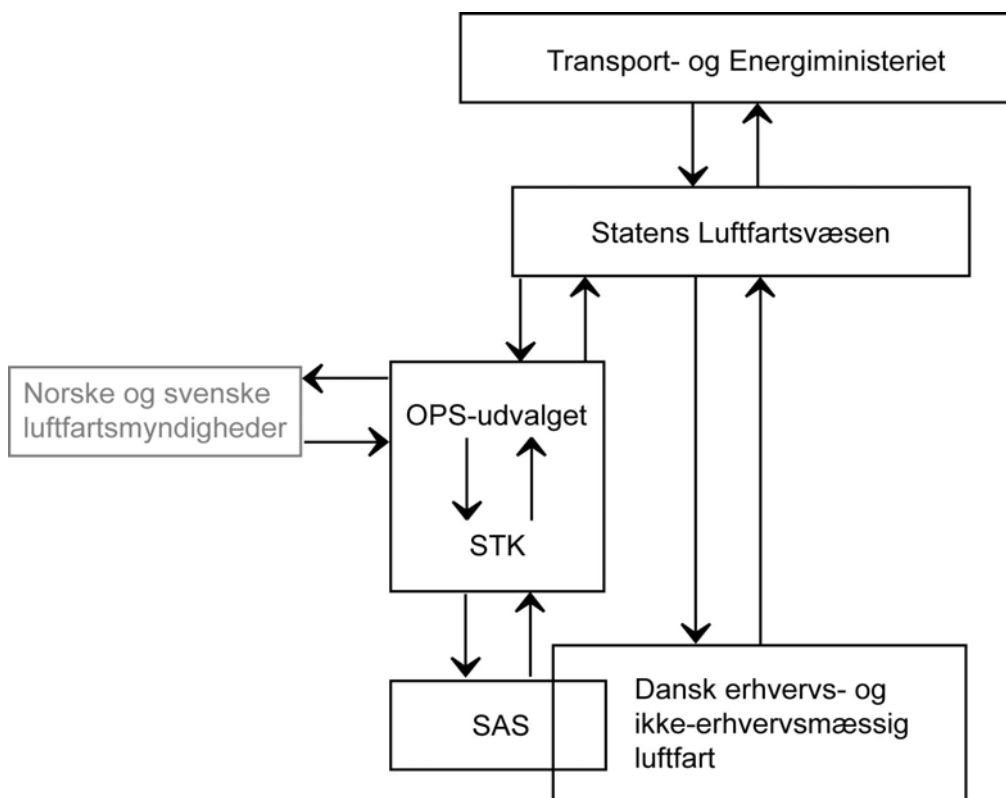 Transport- og Energiministeriet
Statens Luftfartsvæsen
Norske og svenske
luftfartsmyndigheder
OPS-udvalget
STK
SAS
Dansk erhvervs- og
ikke-erhvervsmæssig
luftfart